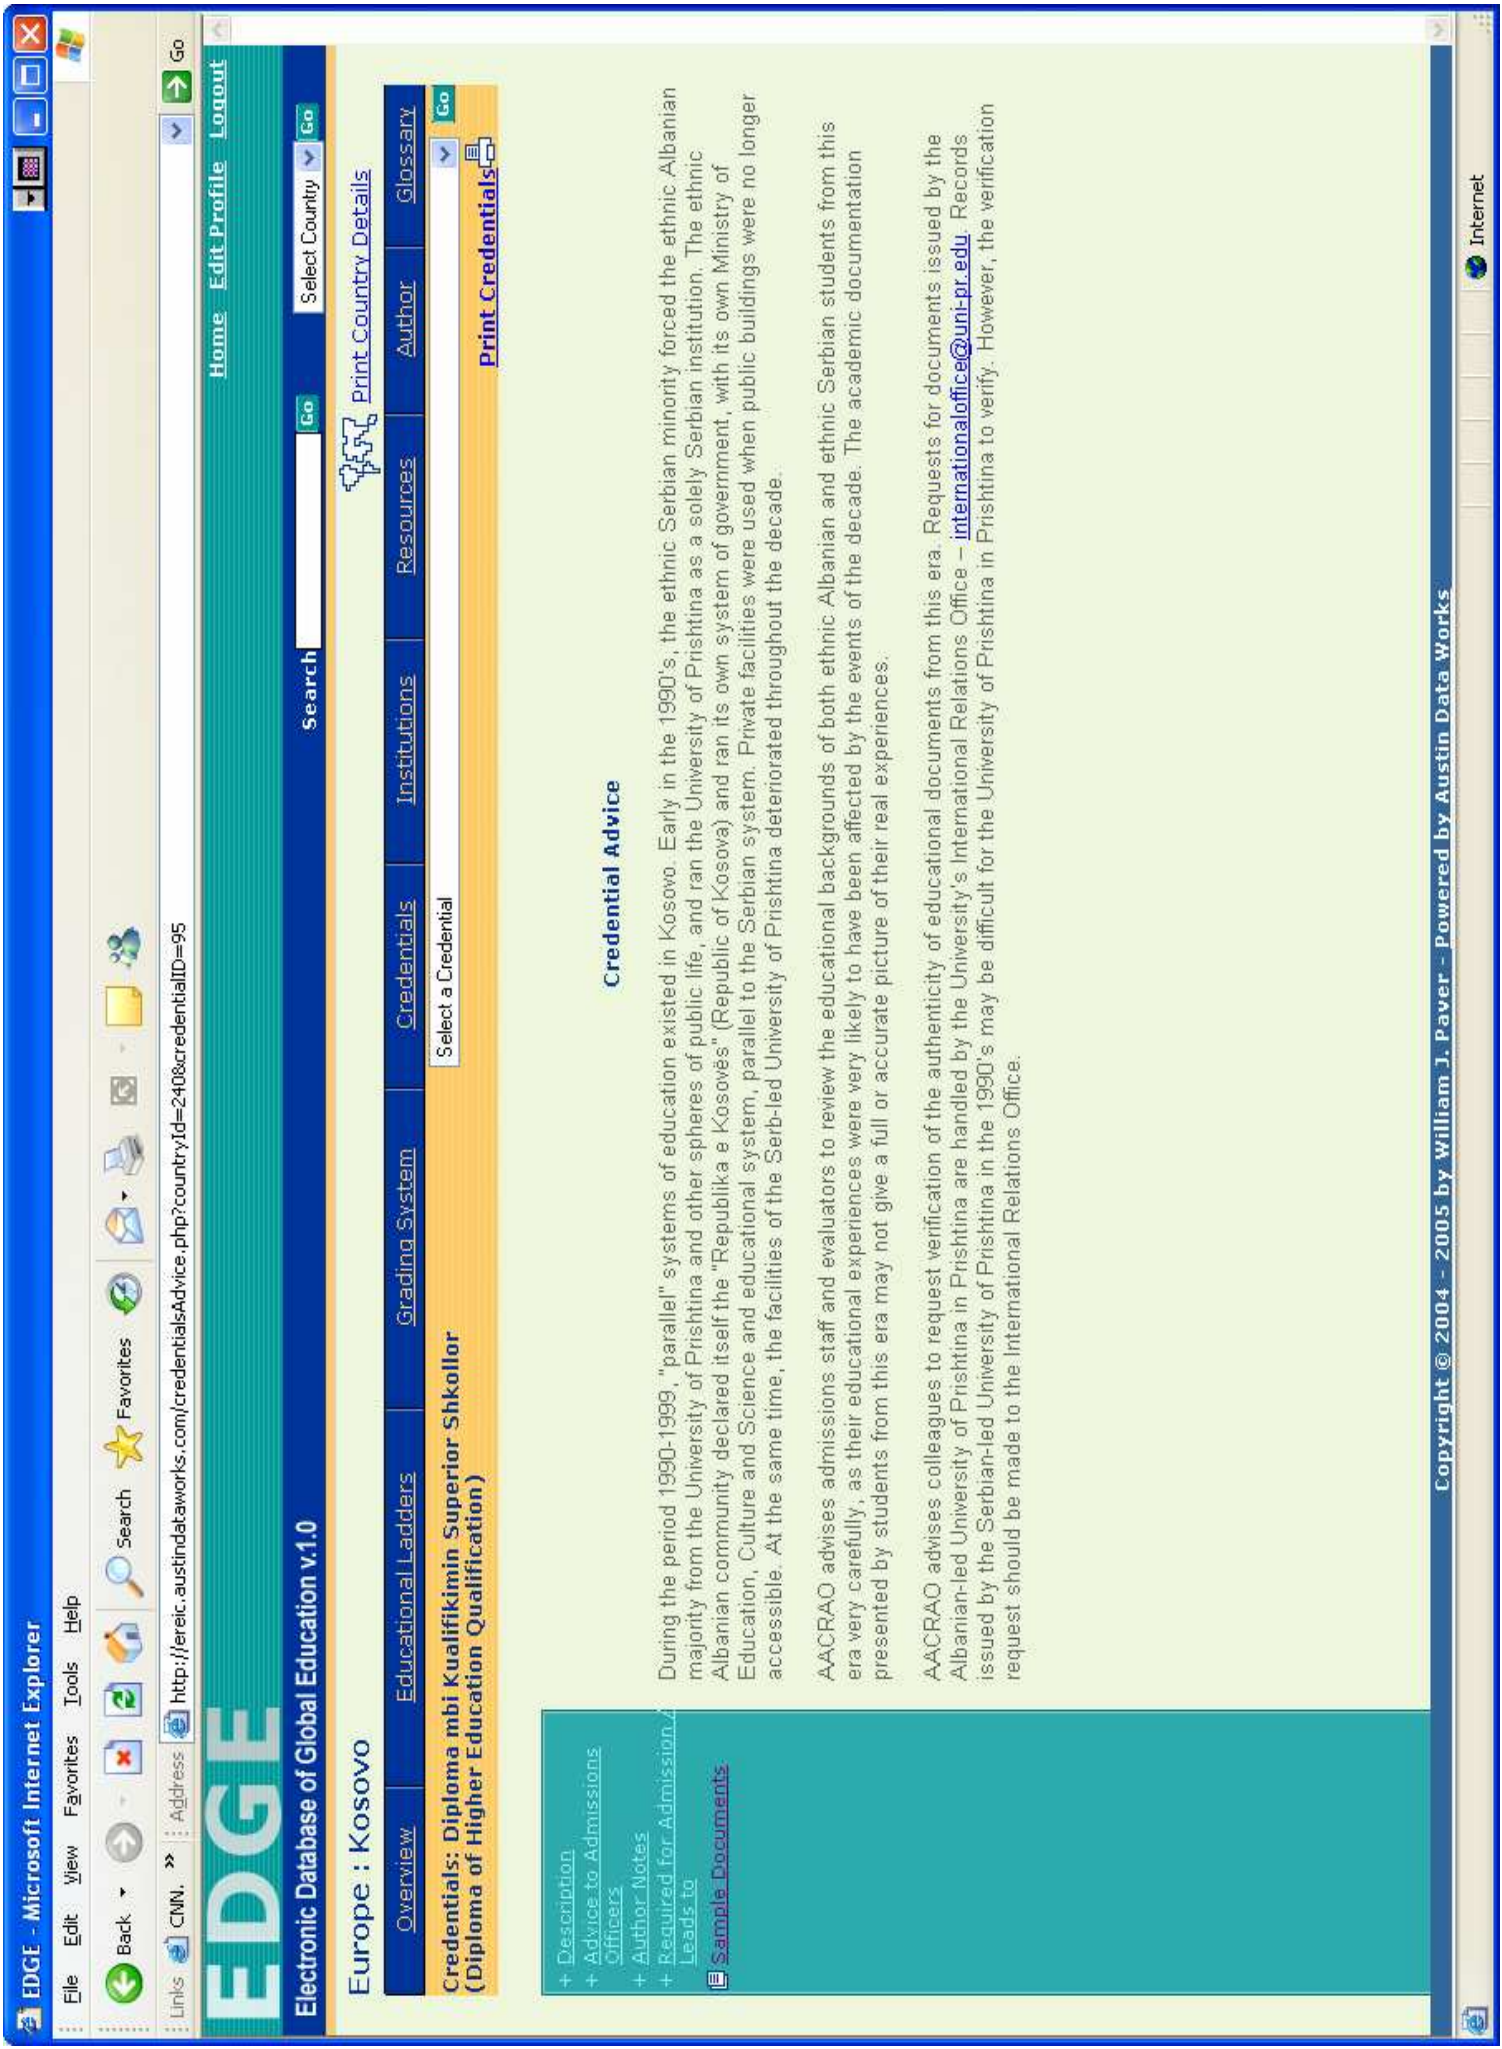 EDGE - Microsoft Internet Explorer
File Edit View Favorites Tools Help
Back Search Favorites
Links CNN. » Address http://ereic.austindataworks.com/credentialsAdvice.php?countryId=240&credentialID=95 Go
EDGE
Home Edit Profile Logout
Electronic Database of Global Education v.1.0 Search Go Select Country Go
Europe : Kosovo Print Country Details
Overview Educational Ladders Grading System Credentials Institutions Resources Author Glossary
Credentials: Diploma mbi Kualifikimin Superior Shkollor
(Diploma of Higher Education Qualification)
Select a Credential Go
Print Credentials
+ Description
+ Advice to Admissions
Officers
+ Author Notes
+ Required for Admission /
Leads to
Sample Documents
Credential Advice
During the period 1990-1999, "parallel" systems of education existed in Kosovo. Early in the 1990's, the ethnic Serbian minority forced the ethnic Albanian
majority from the University of Prishtina and other spheres of public life, and ran the University of Prishtina as a solely Serbian institution. The ethnic
Albanian community declared itself the "Republika e Kosovës" (Republic of Kosova) and ran its own system of government, with its own Ministry of
Education, Culture and Science and educational system, parallel to the Serbian system. Private facilities were used when public buildings were no longer
accessible. At the same time, the facilities of the Serb-led University of Prishtina deteriorated throughout the decade.
AACRAO advises admissions staff and evaluators to review the educational backgrounds of both ethnic Albanian and ethnic Serbian students from this
era very carefully, as their educational experiences were very likely to have been affected by the events of the decade. The academic documentation
presented by students from this era may not give a full or accurate picture of their real experiences.
AACRAO advises colleagues to request verification of the authenticity of educational documents from this era. Requests for documents issued by the
Albanian-led University of Prishtina in Prishtina are handled by the University's International Relations Office – internationaloffice@uni-pr.edu. Records
issued by the Serbian-led University of Prishtina in the 1990's may be difficult for the University of Prishtina in Prishtina to verify. However, the verification
request should be made to the International Relations Office.
Copyright © 2004 - 2005 by William J. Paver - Powered by Austin Data Works
Internet